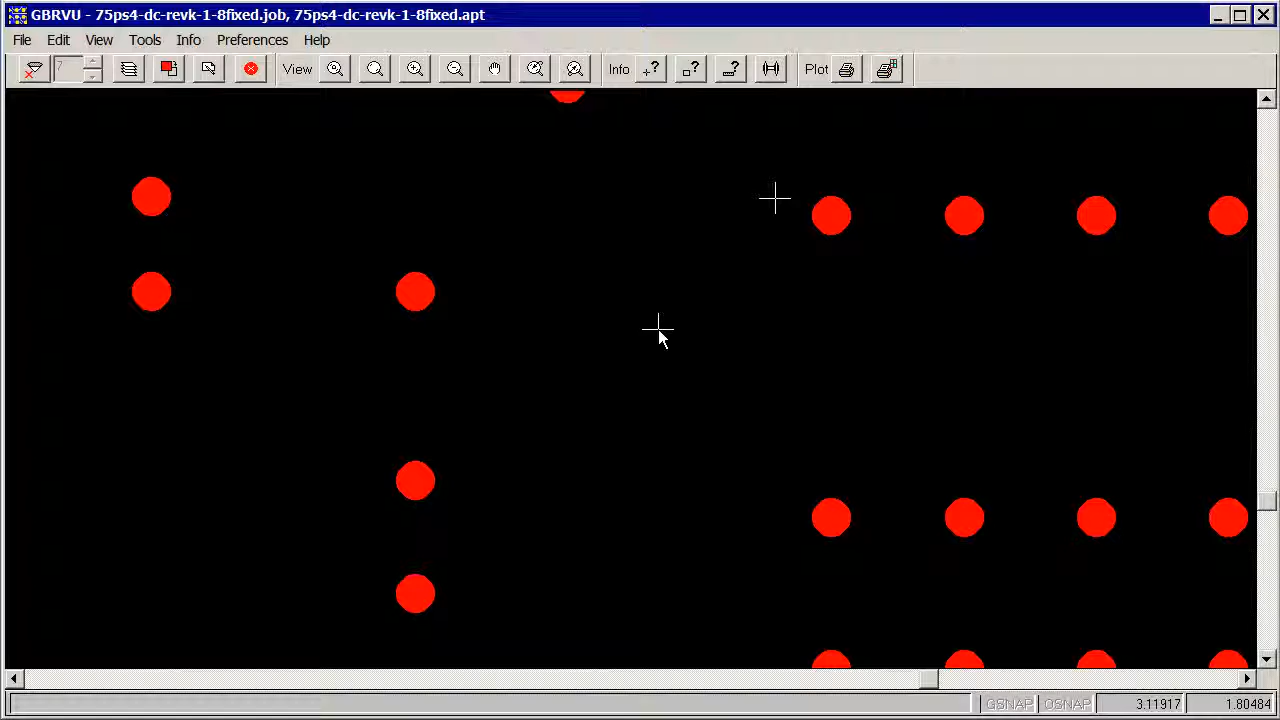 GBRVU - 75ps4-dc-revk-1-8fixed.job, 75ps4-dc-revk-1-8fixed.apt
File Edit View Tools Info Preferences Help
7 View Info +? ? ? Plot
GSNAP OSNAP 3.11917 1.80484